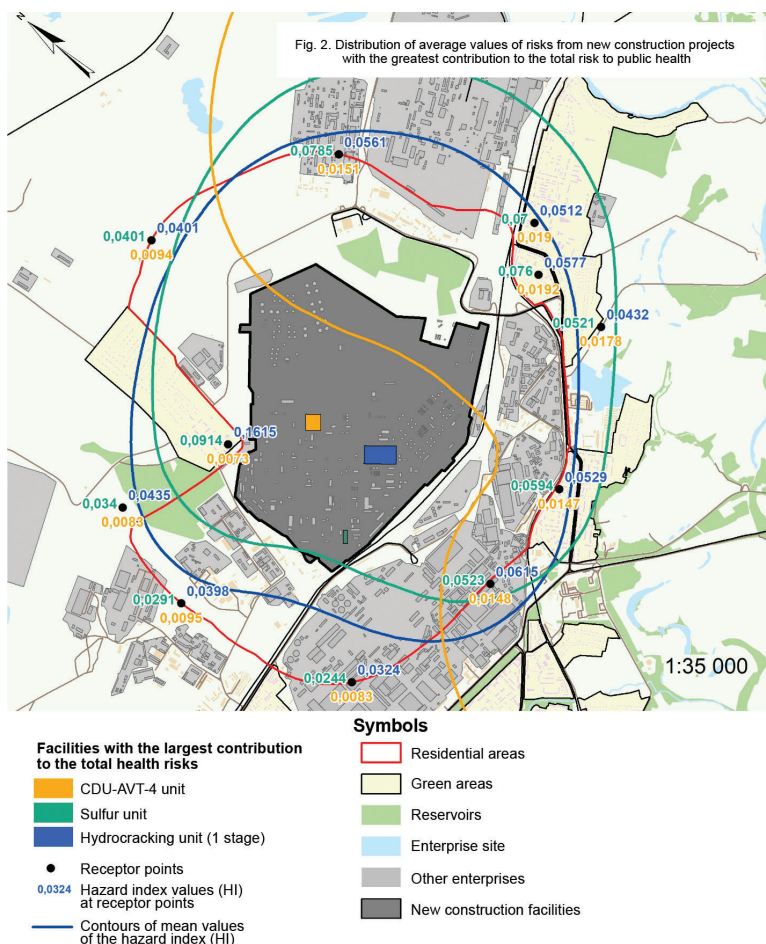 Fig. 2. Distribution of average values of risks from new construction projects
with the greatest contribution to the total risk to public health
N
0,0785 0,0561
0,0151
0,0401 0,0401
0,0094
0,07 0,0512
0,019
0,076 0,0577
0,0192
0,0521 0,0432
0,0178
0,0914 0,1615
0,0073
0,034 0,0435
0,0083
0,0594 0,0529
0,0147
0,0523 0,0615
0,0148
0,0291 0,0398
0,0095
0,0244 0,0324
0,0083
1:35 000
Symbols
Facilities with the largest contribution
to the total health risks
CDU-AVT-4 unit
Sulfur unit
Hydrocracking unit (1 stage)
Receptor points
0,0324 Hazard index values (HI)
at receptor points
Contours of mean values
of the hazard index (HI)
Residential areas
Green areas
Reservoirs
Enterprise site
Other enterprises
New construction facilities